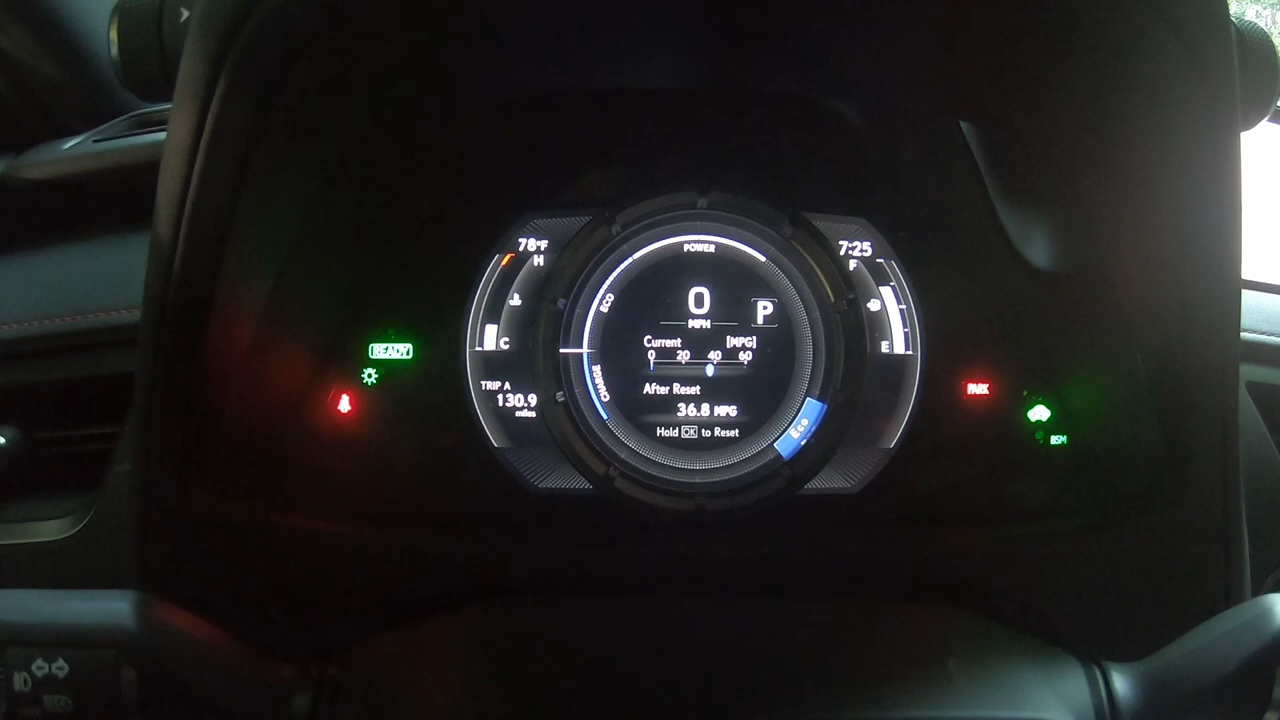 78°F
H
C
TRIP A
130.9
miles
READY
POWER
ECO
CHARGE
0
MPH
P
Current [MPG]
0 20 40 60
After Reset
36.8 MPG
Hold OK to Reset
Eco
7:25
F
E
PARK
BSM